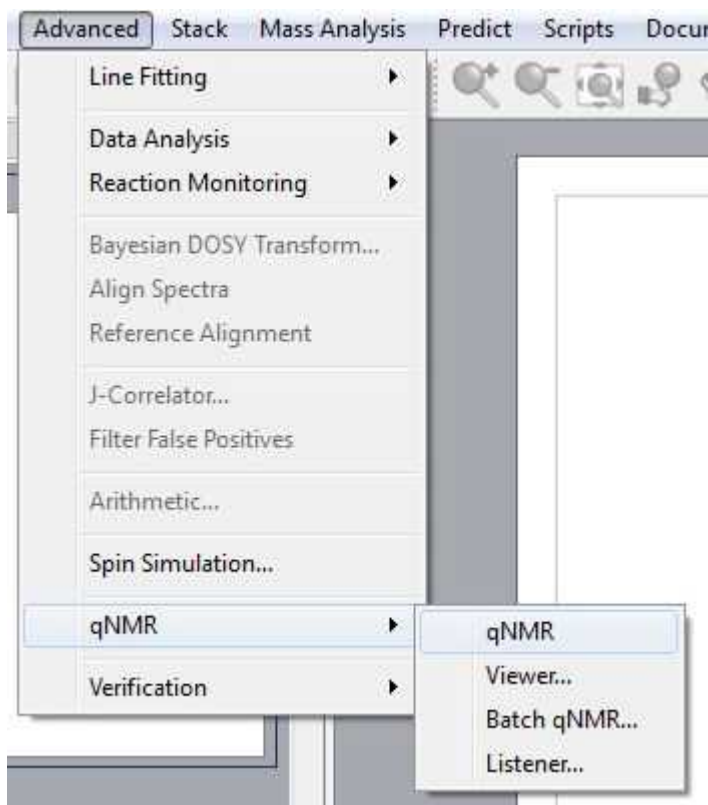 Advanced Stack Mass Analysis Predict Scripts
Line Fitting
Data Analysis
Reaction Monitoring
Bayesian DOSY Transform...
Align Spectra
Reference Alignment
J-Correlator...
Filter False Positives
Arithmetic...
Spin Simulation...
qNMR
qNMR
Viewer...
Batch qNMR...
Listener...
Verification